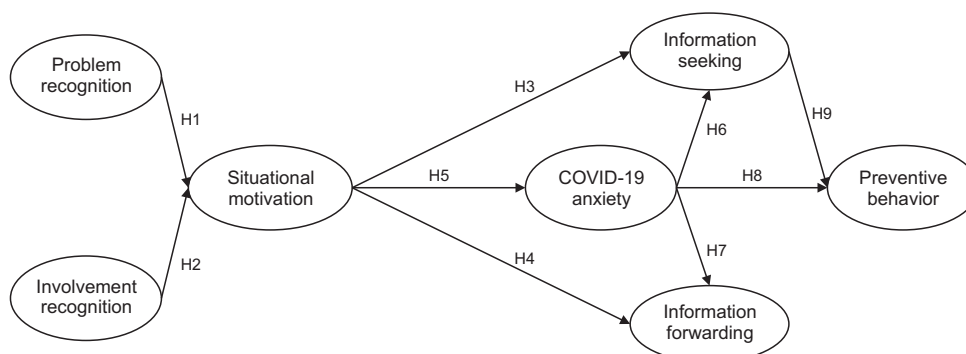 Problem
recognition
H1
Situational
motivation
H2
Involvement
recognition
H3
H5
H4
Information
seeking
COVID-19
anxiety
H6
H7
Information
forwarding
H8
H9
Preventive
behavior